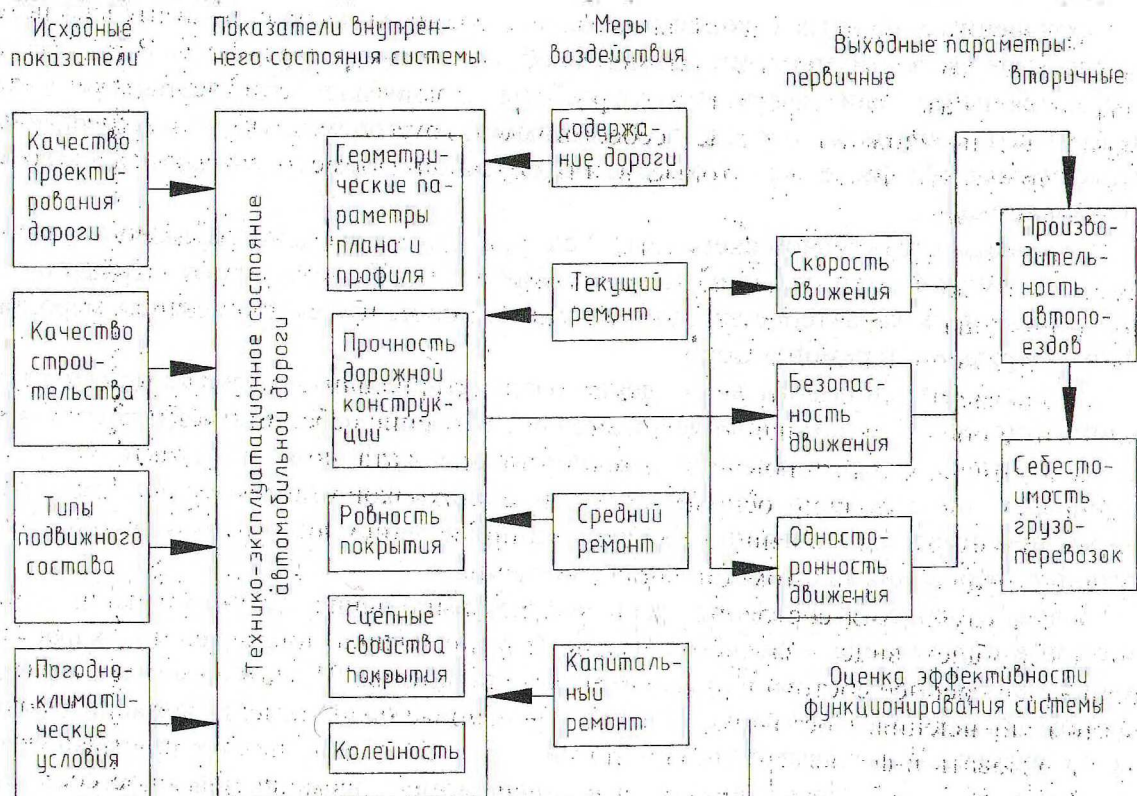 Исходные
показатели
Показатели внутрен-
него состояния системы
Меры
воздействия
Выходные параметры:
первичные
вторичные
Качество
проекти-
рования
дороги
Качество
строи-
тельства
Типы
подвижного
состава
Погодно-
климати-
ческие
условия
Технико-эксплуатационное состояние
автомобильной дороги
Геометри-
ческие па-
раметры
плана и
профиля
Прочность
дорожной
конструк-
ции
Ровность
покрытия
Сцепные
свойства
покрытия
Колейность
Содержа-
ние дороги
Текущий
ремонт
Средний
ремонт
Капиталь-
ный
ремонт
Скорость
движения
Безопас-
ность
движения
Односто-
ронность
движения
Произво-
дитель-
ность
автопо-
ездов
Себесто-
имость
грузо-
перевозок
Оценка эффективности
функционирования системы